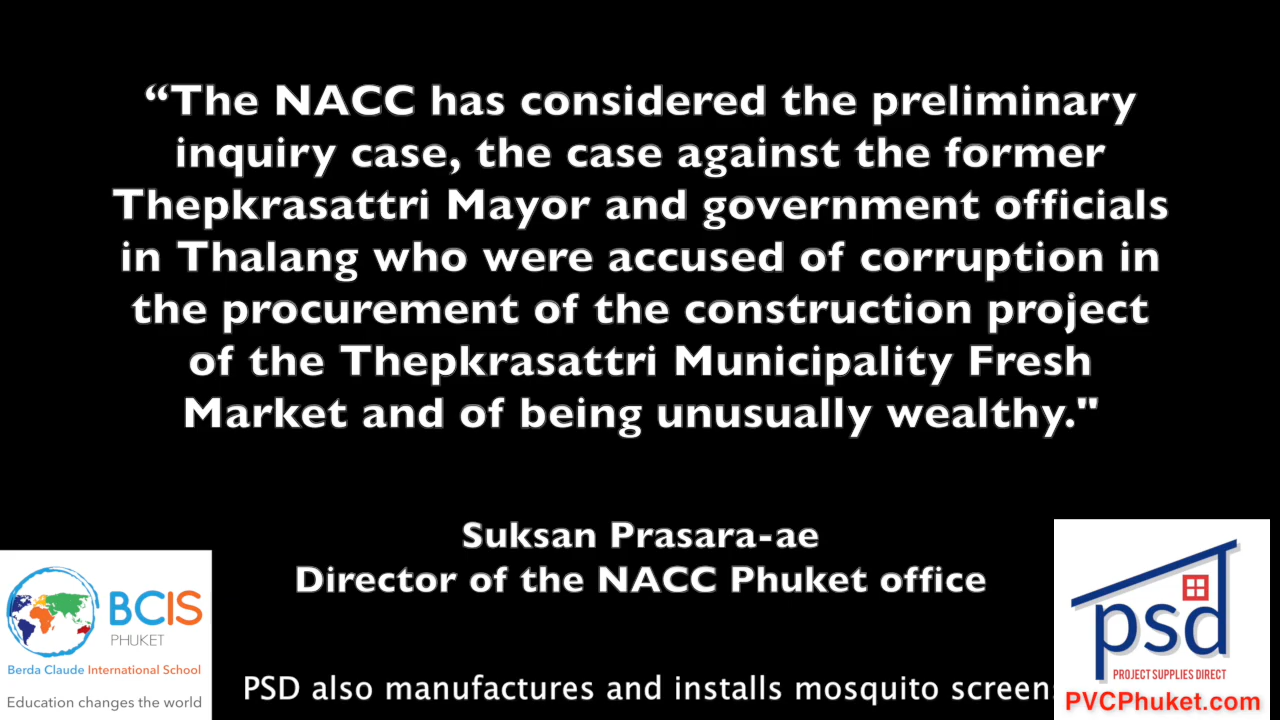 “The NACC has considered the preliminary
inquiry case, the case against the former
Thepkrasattri Mayor and government officials
in Thalang who were accused of corruption in
the procurement of the construction project
of the Thepkrasattri Municipality Fresh
Market and of being unusually wealthy."
Suksan Prasara-ae
Director of the NACC Phuket office
BCIS
PHUKET
Berda Claude International School
Education changes the world
PSD also manufactures and installs mosquito screens
psd
PROJECT SUPPLIES DIRECT
PVCPhuket.com